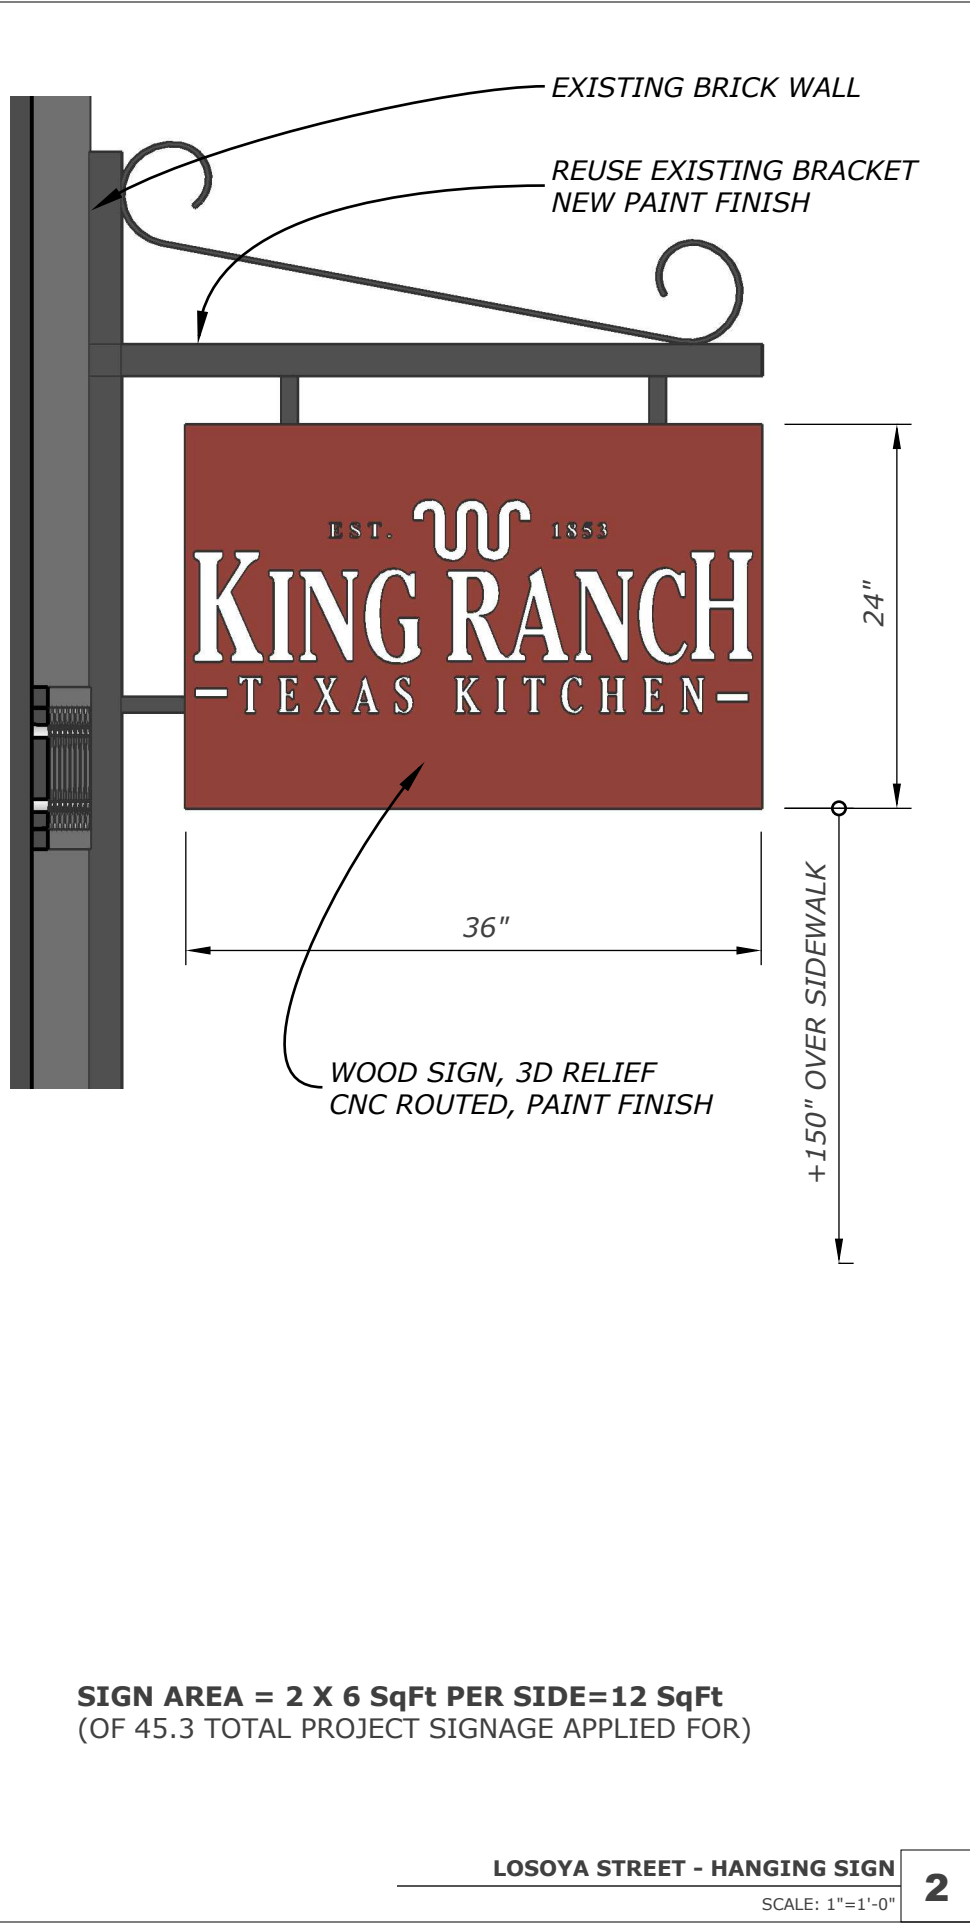 EXISTING BRICK WALL
REUSE EXISTING BRACKET
NEW PAINT FINISH
EST. 1853
KING RANCH
TEXAS KITCHEN
24"
36"
+150" OVER SIDEWALK
WOOD SIGN, 3D RELIEF
CNC ROUTED, PAINT FINISH
SIGN AREA = 2 X 6 SqFt PER SIDE=12 SqFt
(OF 45.3 TOTAL PROJECT SIGNAGE APPLIED FOR)
LOSOYA STREET - HANGING SIGN
2
SCALE: 1"=1'-0"